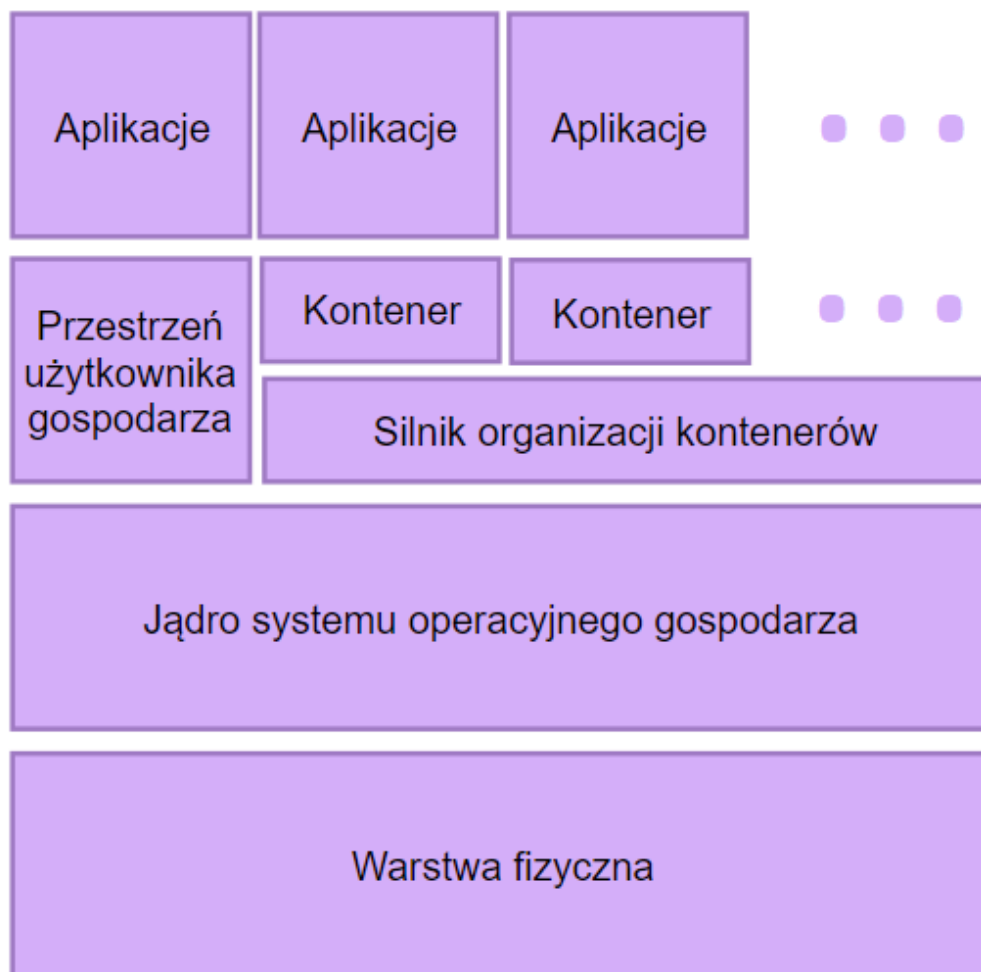 Aplikacje
Aplikacje
Aplikacje
Przestrzeń
użytkownika
gospodarza
Kontener
Kontener
Silnik organizacji kontenerów
Jądro systemu operacyjnego gospodarza
Warstwa fizyczna